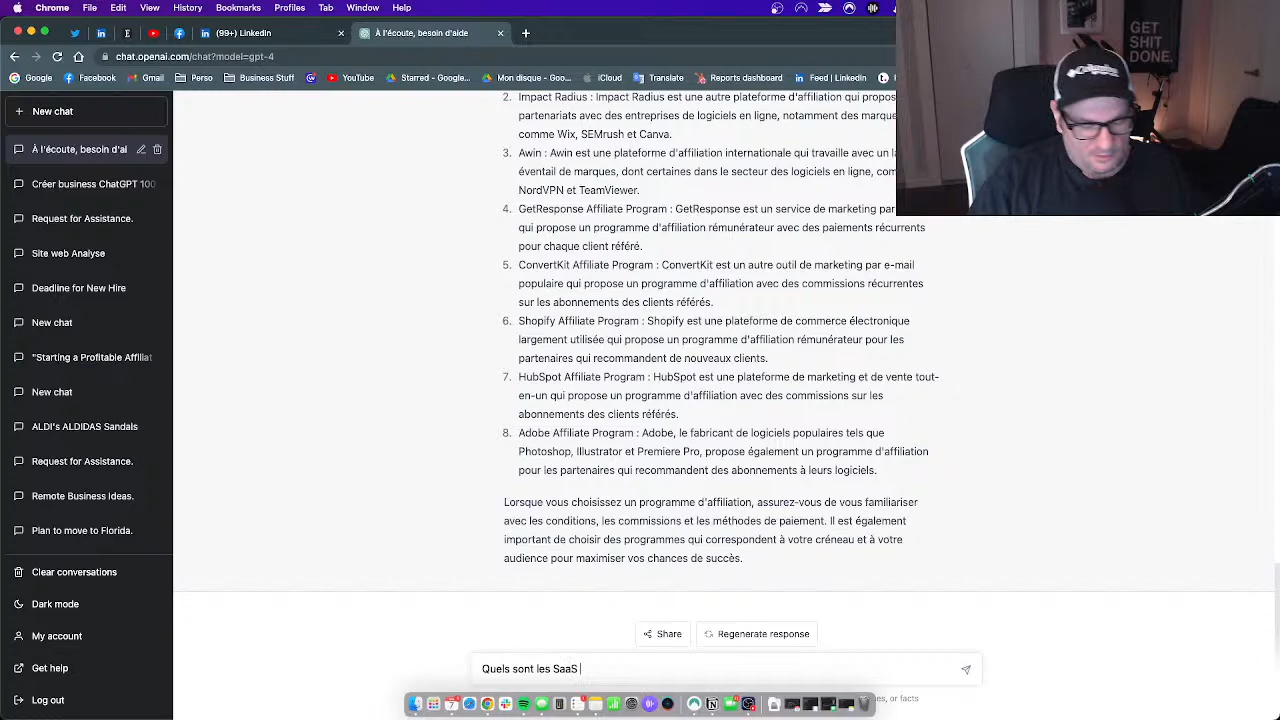 Chrome File Edit View History Bookmarks Profiles Tab Window Help
(99+) LinkedIn
À l'écoute, besoin d'aide
chat.openai.com/chat?model=gpt-4
Google Facebook Gmail Perso Business Stuff YouTube Starred - Google... Mon disque - Goo... iCloud Translate Reports dashboard Feed | LinkedIn
GET
SHIT
DONE.
New chat
À l'écoute, besoin d'ai
Créer business ChatGPT 100
Request for Assistance.
Site web Analyse
Deadline for New Hire
New chat
"Starting a Profitable Affiliat
New chat
ALDI's ALDIDAS Sandals
Request for Assistance.
Remote Business Ideas.
Plan to move to Florida.
Clear conversations
Dark mode
My account
Get help
Log out
2. Impact Radius : Impact Radius est une autre plateforme d'affiliation qui propos
partenariats avec des entreprises de logiciels en ligne, notamment des marque
comme Wix, SEMrush et Canva.
3. Awin : Awin est une plateforme d'affiliation internationale qui travaille avec un la
éventail de marques, dont certaines dans le secteur des logiciels en ligne, com
NordVPN et TeamViewer.
4. GetResponse Affiliate Program : GetResponse est un service de marketing par
qui propose un programme d'affiliation rémunérateur avec des paiements récurrents
pour chaque client référé.
5. ConvertKit Affiliate Program : ConvertKit est un autre outil de marketing par e-mail
populaire qui propose un programme d'affiliation avec des commissions récurrentes
sur les abonnements des clients référés.
6. Shopify Affiliate Program : Shopify est une plateforme de commerce électronique
largement utilisée qui propose un programme d'affiliation rémunérateur pour les
partenaires qui recommandent de nouveaux clients.
7. HubSpot Affiliate Program : HubSpot est une plateforme de marketing et de vente tout-
en-un qui propose un programme d'affiliation avec des commissions sur les
abonnements des clients référés.
8. Adobe Affiliate Program : Adobe, le fabricant de logiciels populaires tels que
Photoshop, Illustrator et Premiere Pro, propose également un programme d'affiliation
pour les partenaires qui recommandent des abonnements à leurs logiciels.
Lorsque vous choisissez un programme d'affiliation, assurez-vous de vous familiariser
avec les conditions, les commissions et les méthodes de paiement. Il est également
important de choisir des programmes qui correspondent à votre créneau et à votre
audience pour maximiser vos chances de succès.
Share
Regenerate response
Quels sont les SaaS
or facts